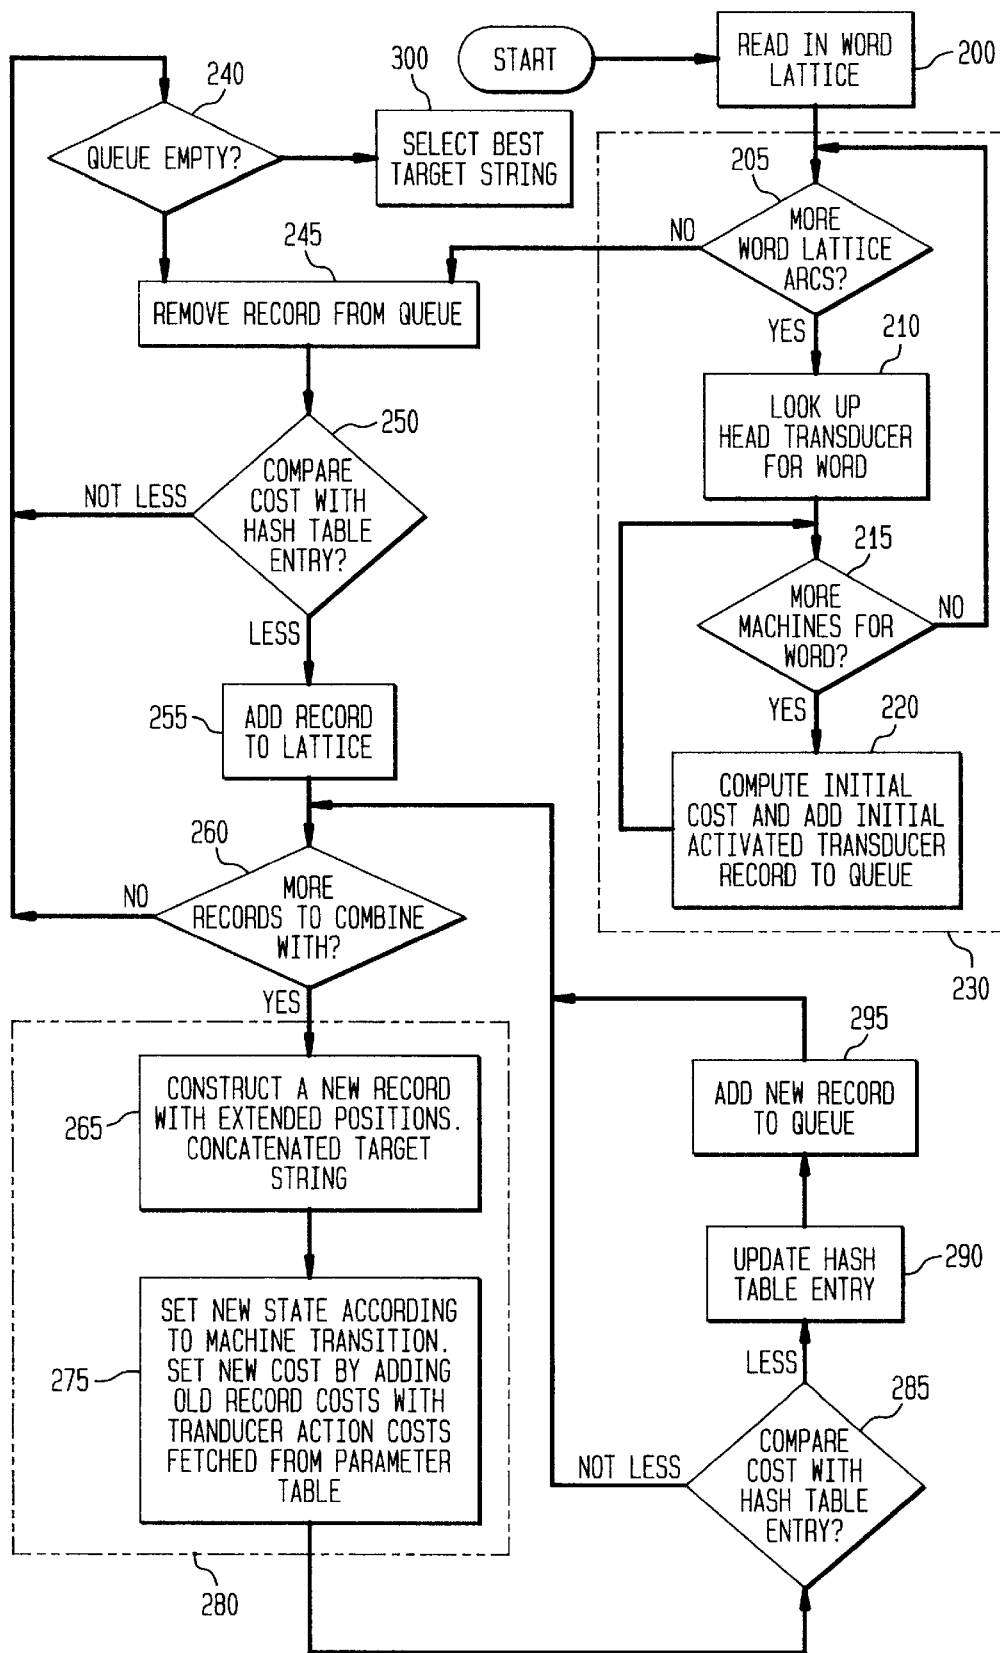 START
READ IN WORD
LATTICE
200
240
QUEUE EMPTY?
300
SELECT BEST
TARGET STRING
205
MORE
WORD LATTICE
ARCS?
NO
YES
245
REMOVE RECORD FROM QUEUE
210
LOOK UP
HEAD TRANSDUCER
FOR WORD
250
COMPARE
COST WITH
HASH TABLE
ENTRY?
NOT LESS
LESS
215
MORE
MACHINES FOR
WORD?
NO
YES
255
ADD RECORD
TO LATTICE
220
COMPUTE INITIAL
COST AND ADD INITIAL
ACTIVATED TRANSDUCER
RECORD TO QUEUE
230
260
MORE
RECORDS TO COMBINE
WITH?
NO
YES
265
CONSTRUCT A NEW RECORD
WITH EXTENDED POSITIONS.
CONCATENATED TARGET
STRING
295
ADD NEW RECORD
TO QUEUE
290
UPDATE HASH
TABLE ENTRY
275
SET NEW STATE ACCORDING
TO MACHINE TRANSITION.
SET NEW COST BY ADDING
OLD RECORD COSTS WITH
TRANDUCER ACTION COSTS
FETCHED FROM PARAMETER
TABLE
280
LESS
285
COMPARE
COST WITH
HASH TABLE
ENTRY?
NOT LESS